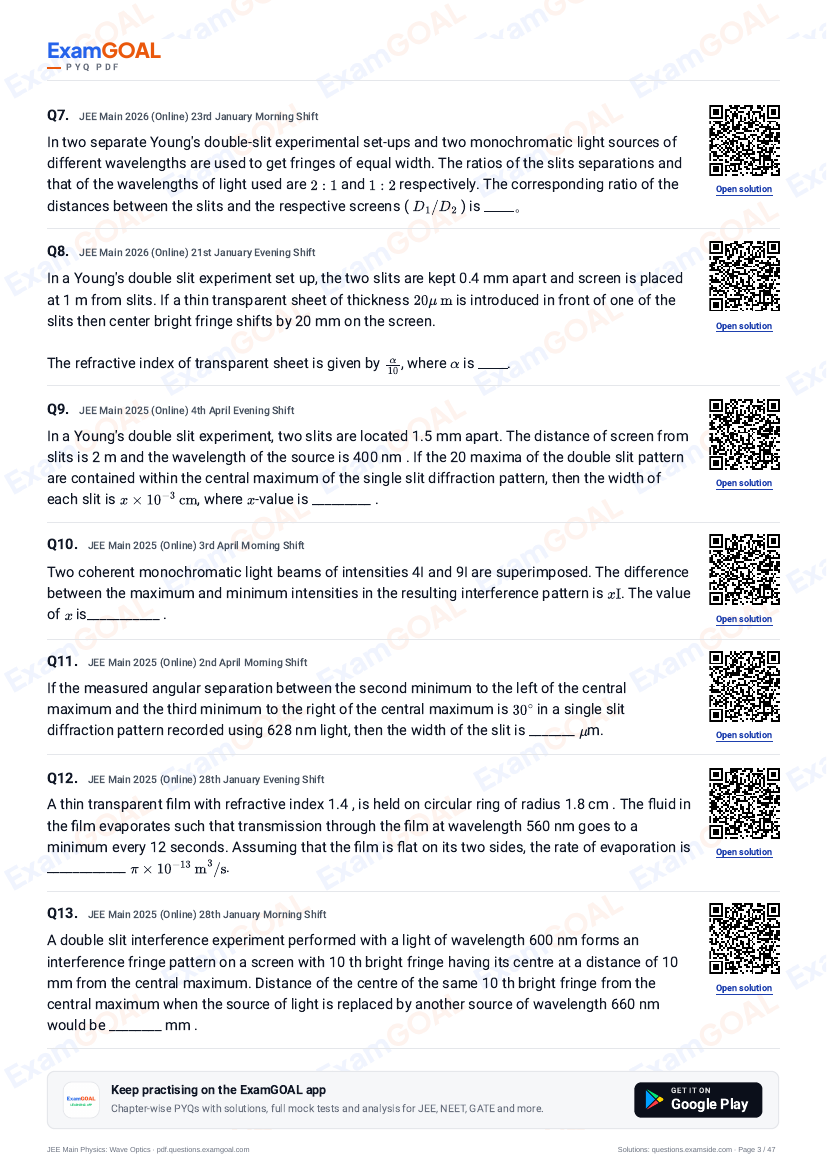 ExamGOAL
PYQ PDF
Q7. JEE Main 2026 (Online) 23rd January Morning Shift
In two separate Young's double-slit experimental set-ups and two monochromatic light sources of
different wavelengths are used to get fringes of equal width. The ratios of the slits separations and
that of the wavelengths of light used are 2 : 1 and 1 : 2 respectively. The corresponding ratio of the
distances between the slits and the respective screens ( D₁/D₂ ) is ____。
Open solution
Q8. JEE Main 2026 (Online) 21st January Evening Shift
In a Young's double slit experiment set up, the two slits are kept 0.4 mm apart and screen is placed
at 1 m from slits. If a thin transparent sheet of thickness 20μ m is introduced in front of one of the
slits then center bright fringe shifts by 20 mm on the screen.
The refractive index of transparent sheet is given by α/10, where α is ____.
Open solution
Q9. JEE Main 2025 (Online) 4th April Evening Shift
In a Young's double slit experiment, two slits are located 1.5 mm apart. The distance of screen from
slits is 2 m and the wavelength of the source is 400 nm . If the 20 maxima of the double slit pattern
are contained within the central maximum of the single slit diffraction pattern, then the width of
each slit is x × 10⁻³ cm, where x-value is ________ .
Open solution
Q10. JEE Main 2025 (Online) 3rd April Morning Shift
Two coherent monochromatic light beams of intensities 4I and 9I are superimposed. The difference
between the maximum and minimum intensities in the resulting interference pattern is xI. The value
of x is__________ .
Open solution
Q11. JEE Main 2025 (Online) 2nd April Morning Shift
If the measured angular separation between the second minimum to the left of the central
maximum and the third minimum to the right of the central maximum is 30° in a single slit
diffraction pattern recorded using 628 nm light, then the width of the slit is ______ μm.
Open solution
Q12. JEE Main 2025 (Online) 28th January Evening Shift
A thin transparent film with refractive index 1.4 , is held on circular ring of radius 1.8 cm . The fluid in
the film evaporates such that transmission through the film at wavelength 560 nm goes to a
minimum every 12 seconds. Assuming that the film is flat on its two sides, the rate of evaporation is
___________ π × 10⁻¹³ m³/s.
Open solution
Q13. JEE Main 2025 (Online) 28th January Morning Shift
A double slit interference experiment performed with a light of wavelength 600 nm forms an
interference fringe pattern on a screen with 10 th bright fringe having its centre at a distance of 10
mm from the central maximum. Distance of the centre of the same 10 th bright fringe from the
central maximum when the source of light is replaced by another source of wavelength 660 nm
would be _______ mm .
Open solution
ExamGOAL
Keep practising on the ExamGOAL app
Chapter-wise PYQs with solutions, full mock tests and analysis for JEE, NEET, GATE and more.
GET IT ON
Google Play
JEE Main Physics: Wave Optics · pdf.questions.examgoal.com
Solutions: questions.examside.com · Page 3 / 47